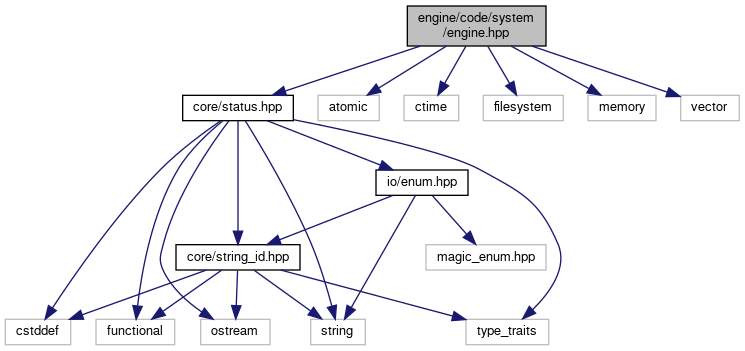 engine/code/system
/engine.hpp
core/status.hpp
atomic
ctime
filesystem
memory
vector
io/enum.hpp
core/string_id.hpp
magic_enum.hpp
cstddef
functional
ostream
string
type_traits